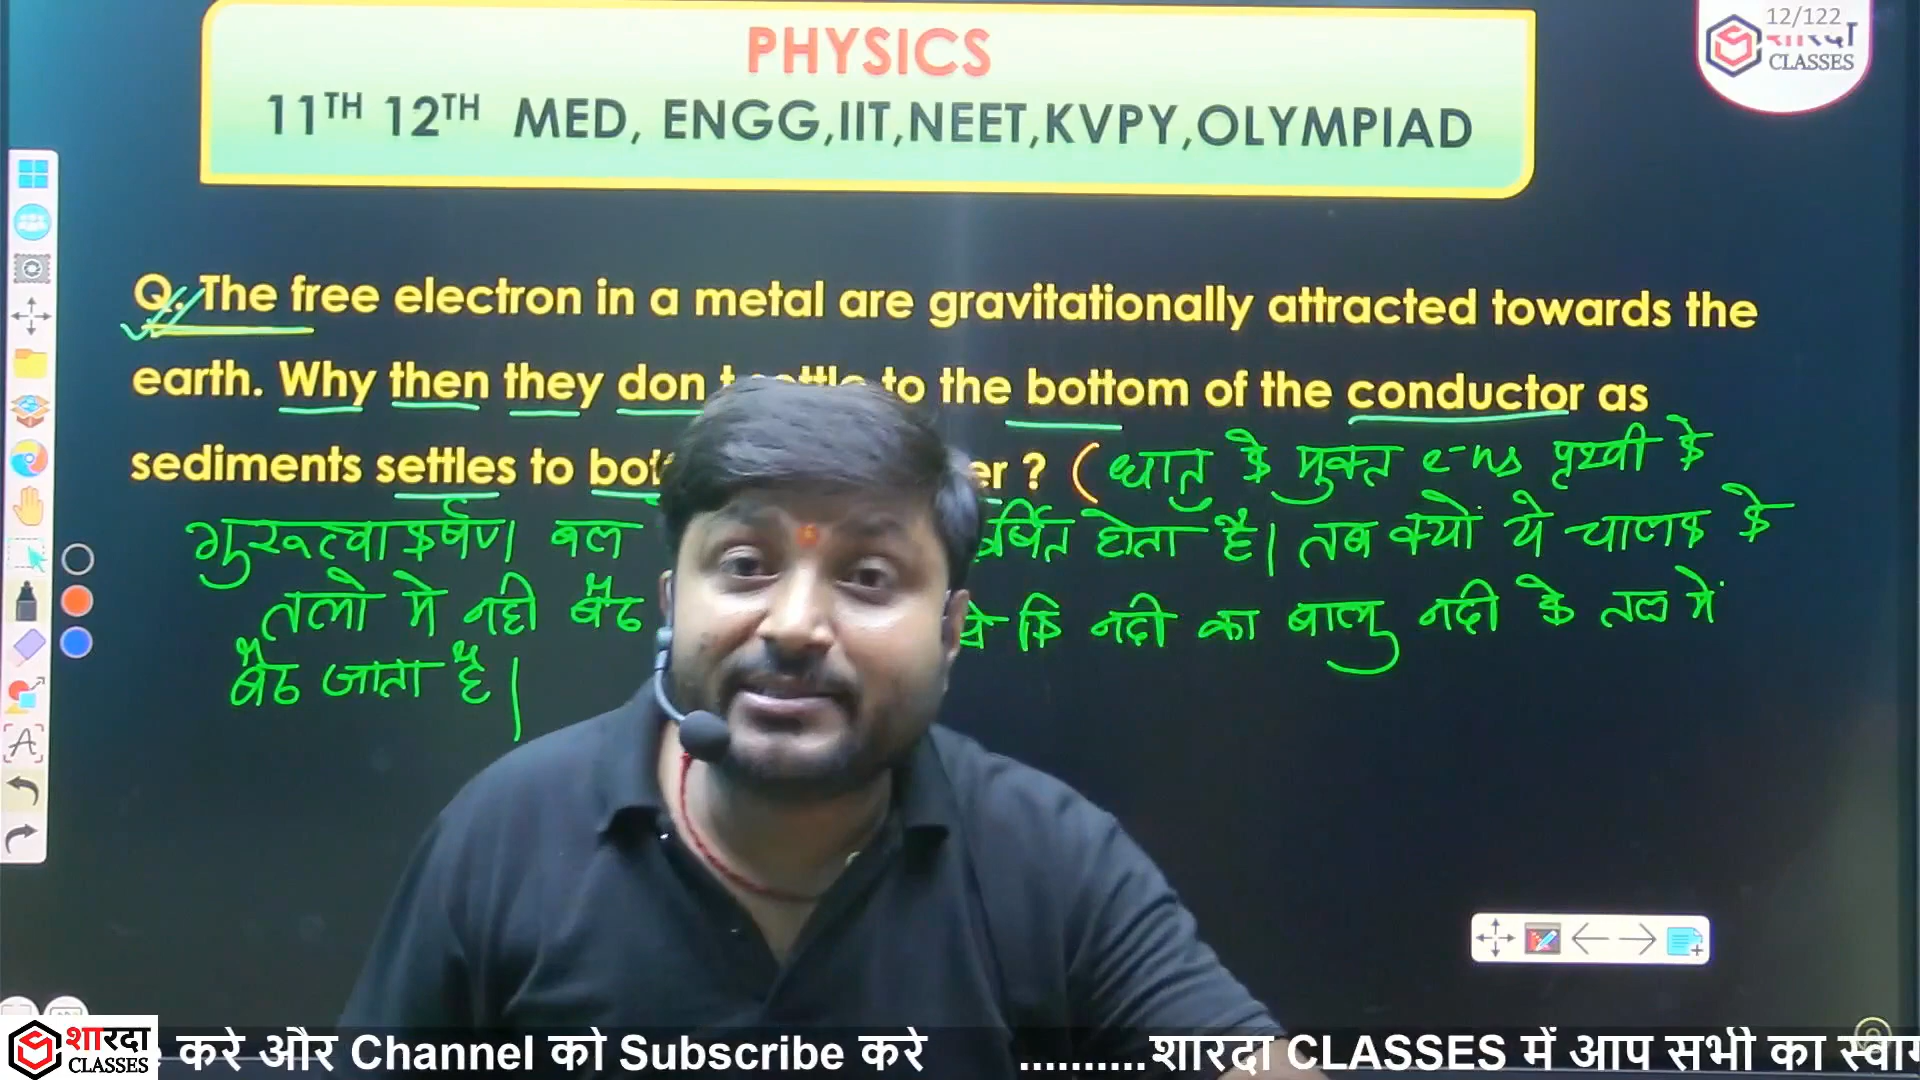 PHYSICS
11TH 12TH MED, ENGG,IIT,NEET,KVPY,OLYMPIAD
12/122
शारदा
CLASSES
Q. The free electron in a metal are gravitationally attracted towards the
earth. Why then they don to the bottom of the conductor as
sediments settles to ? (धातु के मुक्त e-ns पृथ्वी के
गुरूत्वाकर्षण बल होता है। तब क्यों ये चालक के
तलो मे नही बैठ कि नदी का बालु नदी के तल में
बैठ जाता है।
शारदा
CLASSES
करे और Channel को Subscribe करे ..........शारदा CLASSES में आप सभी का